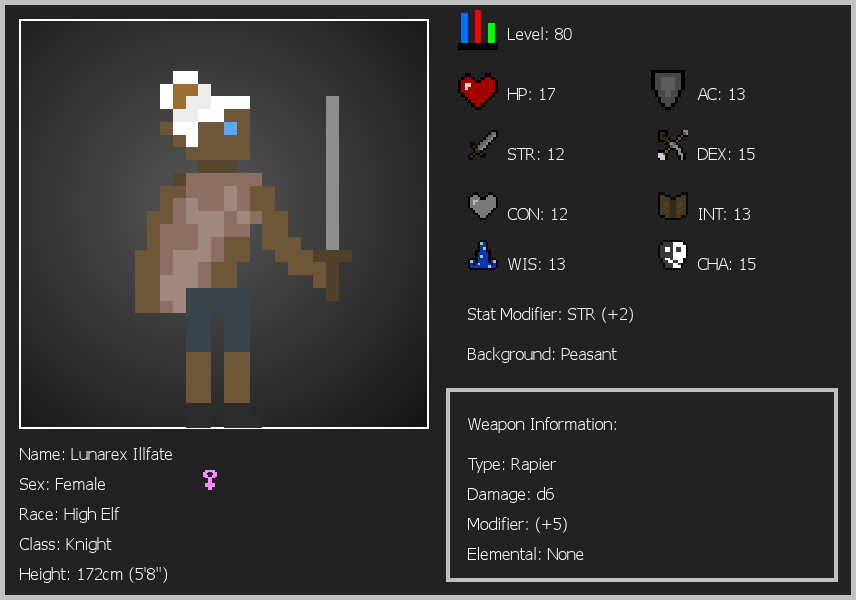 Level: 80
HP: 17
AC: 13
STR: 12
DEX: 15
CON: 12
INT: 13
WIS: 13
CHA: 15
Stat Modifier: STR (+2)
Background: Peasant
Weapon Information:
Type: Rapier
Damage: d6
Modifier: (+5)
Elemental: None
Name: Lunarex Illfate
Sex: Female
Race: High Elf
Class: Knight
Height: 172cm (5'8")